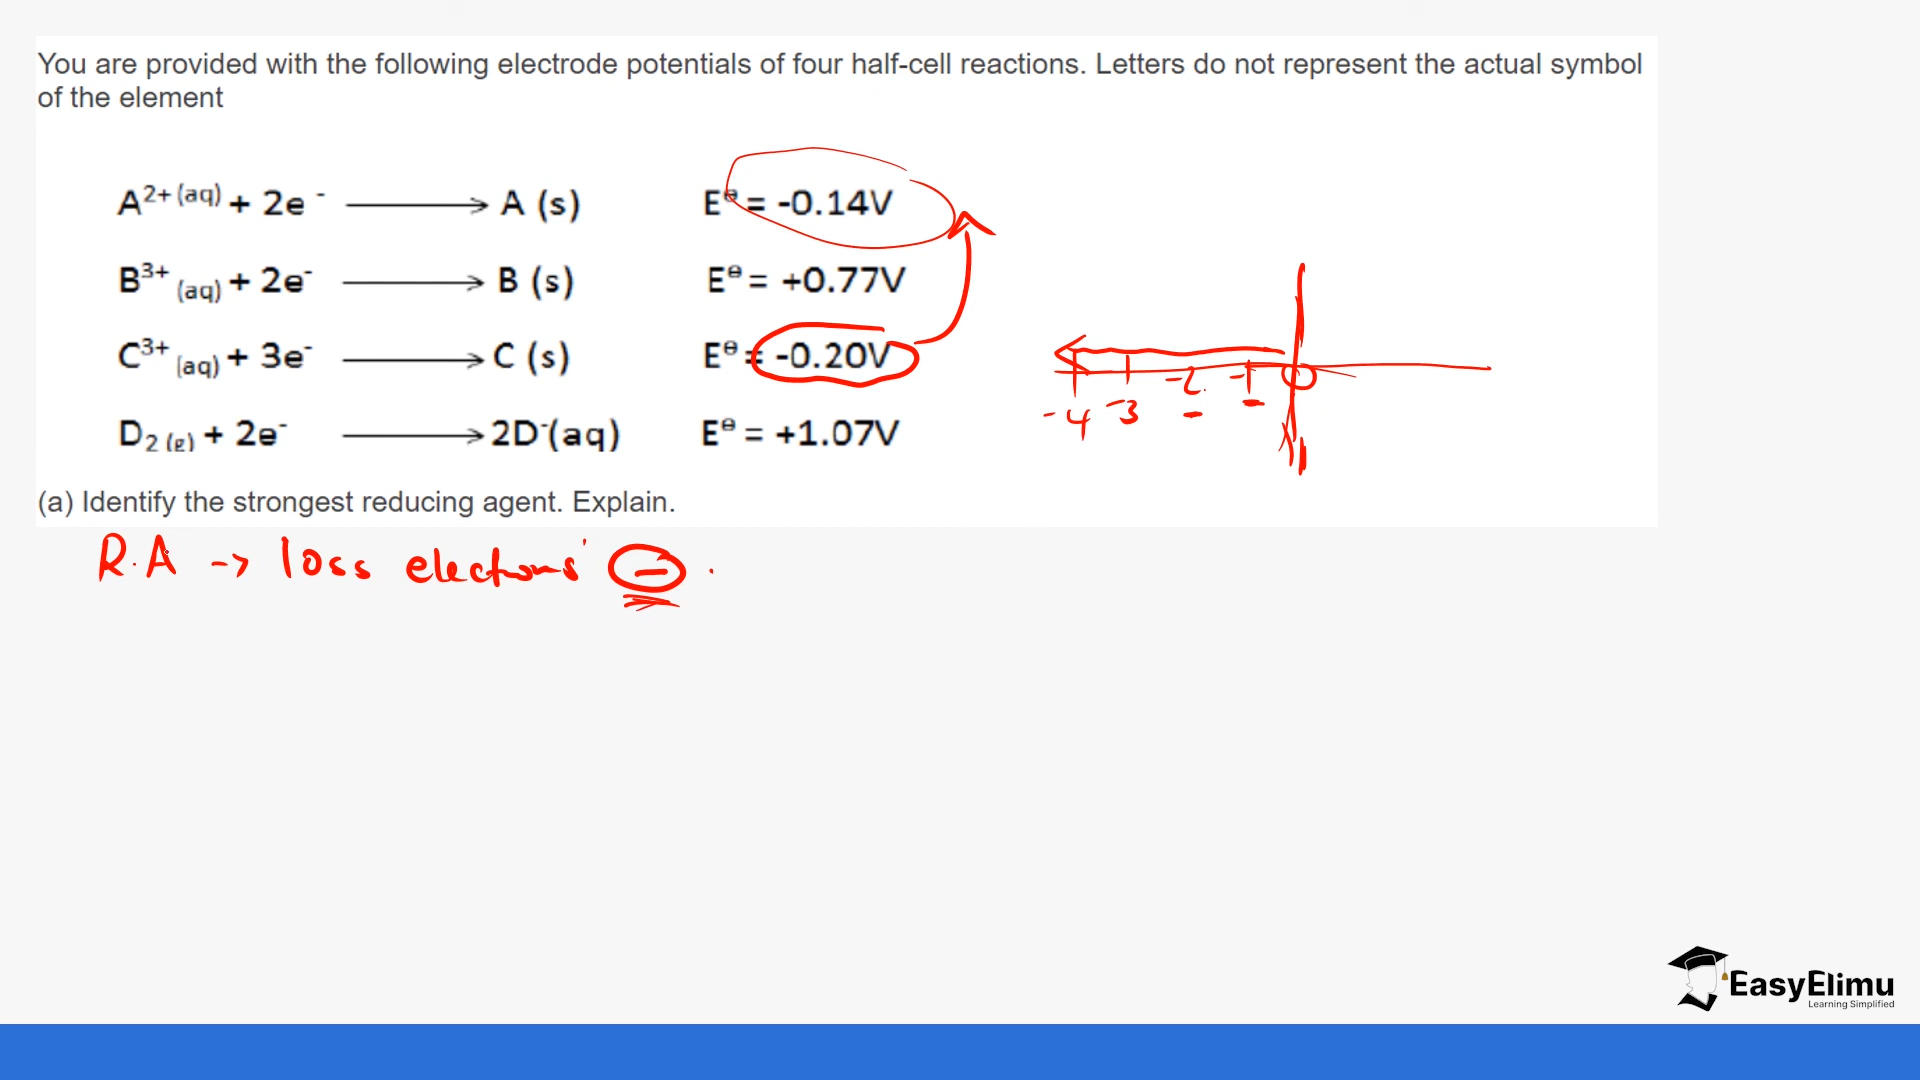 You are provided with the following electrode potentials of four half-cell reactions. Letters do not represent the actual symbol
of the element
A2+ (aq) + 2e - ⟶ A (s) E⊖ = -0.14V
B3+ (aq) + 2e- ⟶ B (s) E⊖ = +0.77V
C3+ (aq) + 3e- ⟶ C (s) E⊖ = -0.20V
D2 (g) + 2e- ⟶ 2D-(aq) E⊖ = +1.07V
-4 -3 -2 -1 0
(a) Identify the strongest reducing agent. Explain.
R.A -> loss electrons -
EasyElimu
Learning Simplified